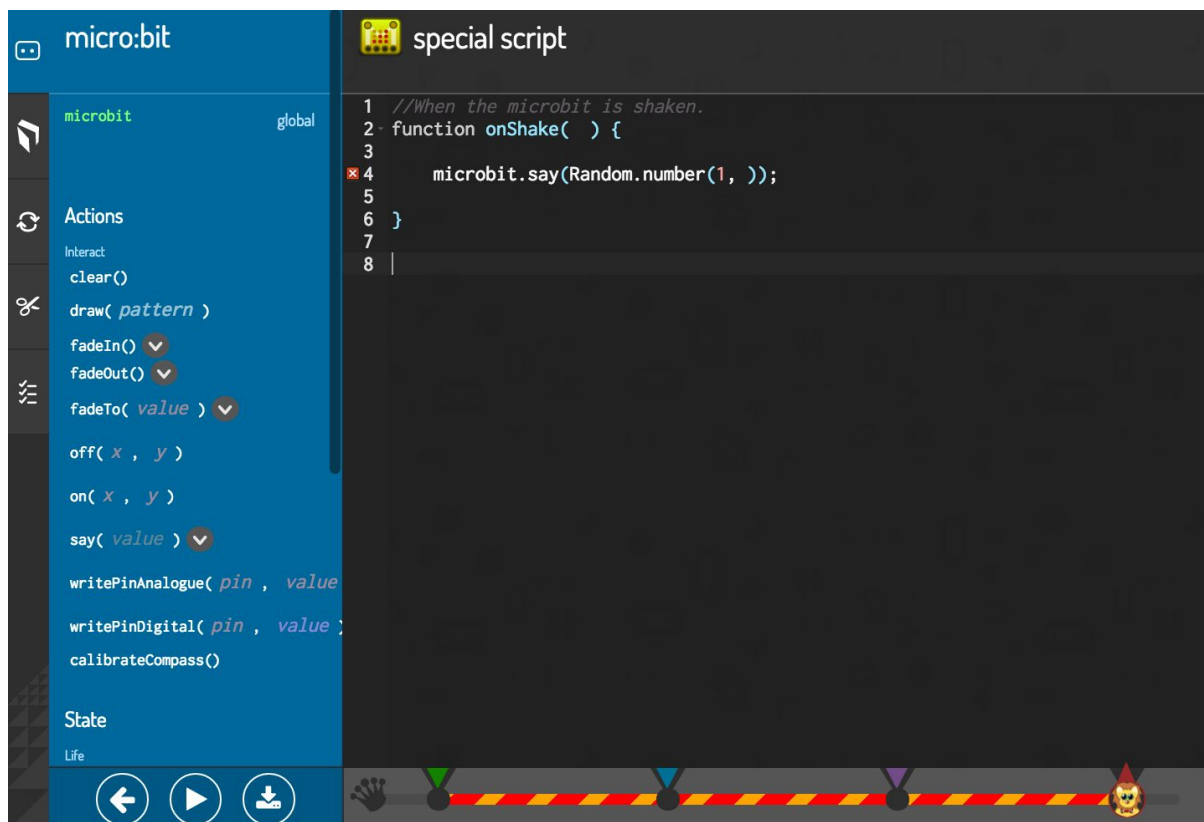 micro:bit
special script
microbit
global
Actions
Interact
clear()
draw( pattern )
fadeIn()
fadeOut()
fadeTo( value )
off( x , y )
on( x , y )
say( value )
writePinAnalogue( pin , value
writePinDigital( pin , value )
calibrateCompass()
State
Life
1 //When the microbit is shaken.
2 function onShake( ) {
3
4 microbit.say(Random.number(1, ));
5
6 }
7
8